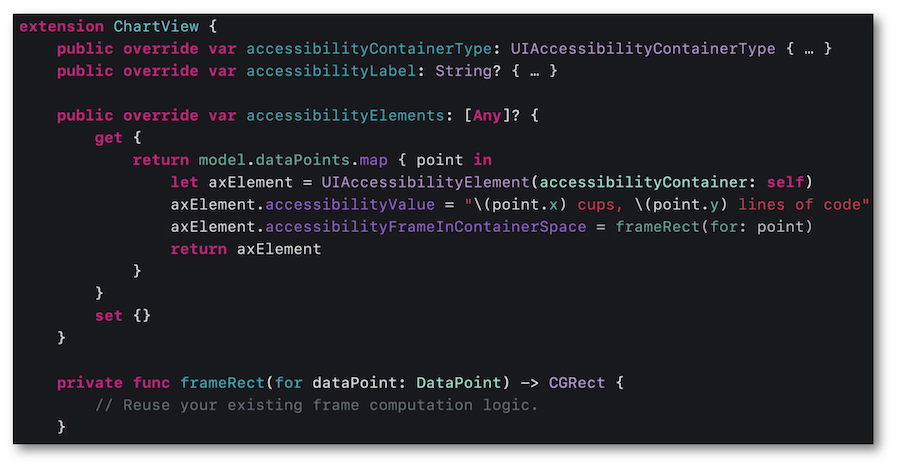 extension ChartView {
    public override var accessibilityContainerType: UIAccessibilityContainerType { … }
    public override var accessibilityLabel: String? { … }

    public override var accessibilityElements: [Any]? {
        get {
            return model.dataPoints.map { point in
                let axElement = UIAccessibilityElement(accessibilityContainer: self)
                axElement.accessibilityValue = "\(point.x) cups, \(point.y) lines of code"
                axElement.accessibilityFrameInContainerSpace = frameRect(for: point)
                return axElement
            }
        }
        set {}
    }

    private func frameRect(for dataPoint: DataPoint) -> CGRect {
        // Reuse your existing frame computation logic.
    }